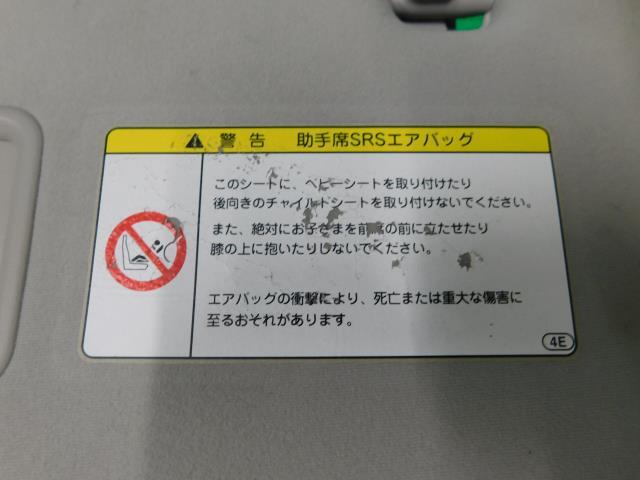 警告 助手席SRSエアバッグ
このシートに、ベビーシートを取り付けたり
後向きのチャイルドシートを取り付けないでください。
また、絶対にお子さまを前席の前に立たせたり
膝の上に抱いたりしないでください。
エアバッグの衝撃により、死亡または重大な傷害に
至るおそれがあります。
4E